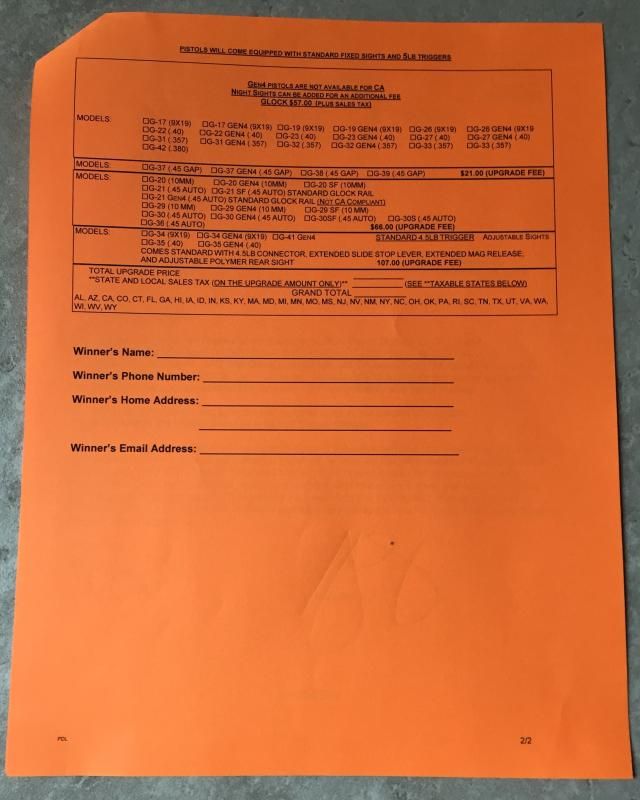 PISTOLS WILL COME EQUIPPED WITH STANDARD FIXED SIGHTS AND 5LB TRIGGERS
GEN4 PISTOLS ARE NOT AVAILABLE FOR CA
NIGHT SIGHTS CAN BE ADDED FOR AN ADDITIONAL FEE
GLOCK $57.00 (PLUS SALES TAX)
MODELS: ☐G-17 (9X19) ☐G-17 GEN4 (9X19) ☐G-19 (9X19) ☐G-19 GEN4 (9X19) ☐G-26 (9X19) ☐G-26 GEN4 (9X19
☐G-22 (.40) ☐G-22 GEN4 (.40) ☐G-23 (.40) ☐G-23 GEN4 (.40) ☐G-27 (.40) ☐G-27 GEN4 (.40)
☐G-31 (.357) ☐G-31 GEN4 (.357) ☐G-32 (.357) ☐G-32 GEN4 (.357) ☐G-33 (.357) ☐G-33 (.357)
☐G-42 (.380)
MODELS: ☐G-37 (.45 GAP) ☐G-37 GEN4 (.45 GAP) ☐G-38 (.45 GAP) ☐G-39 (.45 GAP) $21.00 (UPGRADE FEE)
MODELS: ☐G-20 (10MM) ☐G-20 GEN4 (10MM) ☐G-20 SF (10MM)
☐G-21 (.45 AUTO) ☐G-21 SF (.45 AUTO) STANDARD GLOCK RAIL
☐G-21 GEN4 (.45 AUTO) STANDARD GLOCK RAIL (NOT CA COMPLIANT)
☐G-29 (10 MM) ☐G-29 GEN4 (10 MM) ☐G-29 SF (10 MM)
☐G-30 (.45 AUTO) ☐G-30 GEN4 (.45 AUTO) ☐G-30SF (.45 AUTO) ☐G-30S (.45 AUTO)
☐G-36 (.45 AUTO) $66.00 (UPGRADE FEE)
MODELS: ☐G-34 (9X19) ☐G-34 GEN4 (9X19) ☐G-41 GEN4 STANDARD 4.5LB TRIGGER ADJUSTABLE SIGHTS
☐G-35 (.40) ☐G-35 GEN4 (.40)
COMES STANDARD WITH 4.5LB CONNECTOR, EXTENDED SLIDE STOP LEVER, EXTENDED MAG RELEASE,
AND ADJUSTABLE POLYMER REAR SIGHT 107.00 (UPGRADE FEE)
TOTAL UPGRADE PRICE
**STATE AND LOCAL SALES TAX (ON THE UPGRADE AMOUNT ONLY)** (SEE **TAXABLE STATES BELOW)
GRAND TOTAL
AL, AZ, CA, CO, CT, FL, GA, HI, IA, ID, IN, KS, KY, MA, MD, MI, MN, MO, MS, NJ, NV, NM, NY, NC, OH, OK, PA, RI, SC, TN, TX, UT, VA, WA,
WI, WV, WY
Winner's Name:
Winner's Phone Number:
Winner's Home Address:
Winner's Email Address:
PDL 2/2